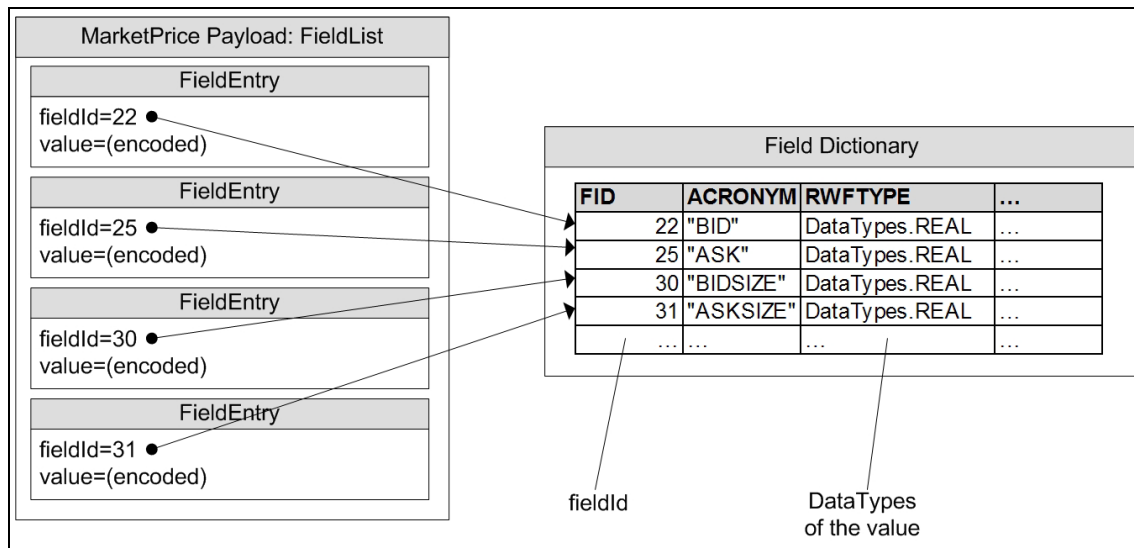 MarketPrice Payload: FieldList
FieldEntry
fieldId=22
value=(encoded)
FieldEntry
fieldId=25
value=(encoded)
FieldEntry
fieldId=30
value=(encoded)
FieldEntry
fieldId=31
value=(encoded)
Field Dictionary
FID ACRONYM RWFTYPE ...
22 "BID" DataTypes.REAL ...
25 "ASK" DataTypes.REAL ...
30 "BIDSIZE" DataTypes.REAL ...
31 "ASKSIZE" DataTypes.REAL ...
... ... ... ...
fieldId
DataTypes
of the value